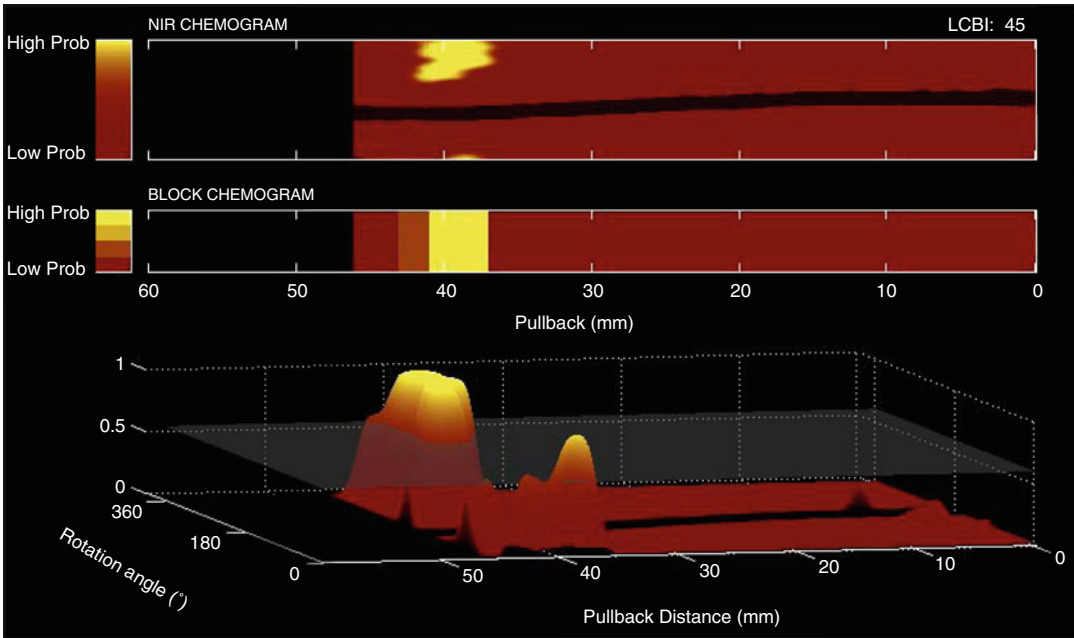 NIR CHEMOGRAM
LCBI: 45
High Prob
Low Prob
BLOCK CHEMOGRAM
High Prob
Low Prob
60 50 40 30 20 10 0
Pullback (mm)
1
0.5
0
360
180
0
Rotation angle (°)
50 40 30 20 10 0
Pullback Distance (mm)